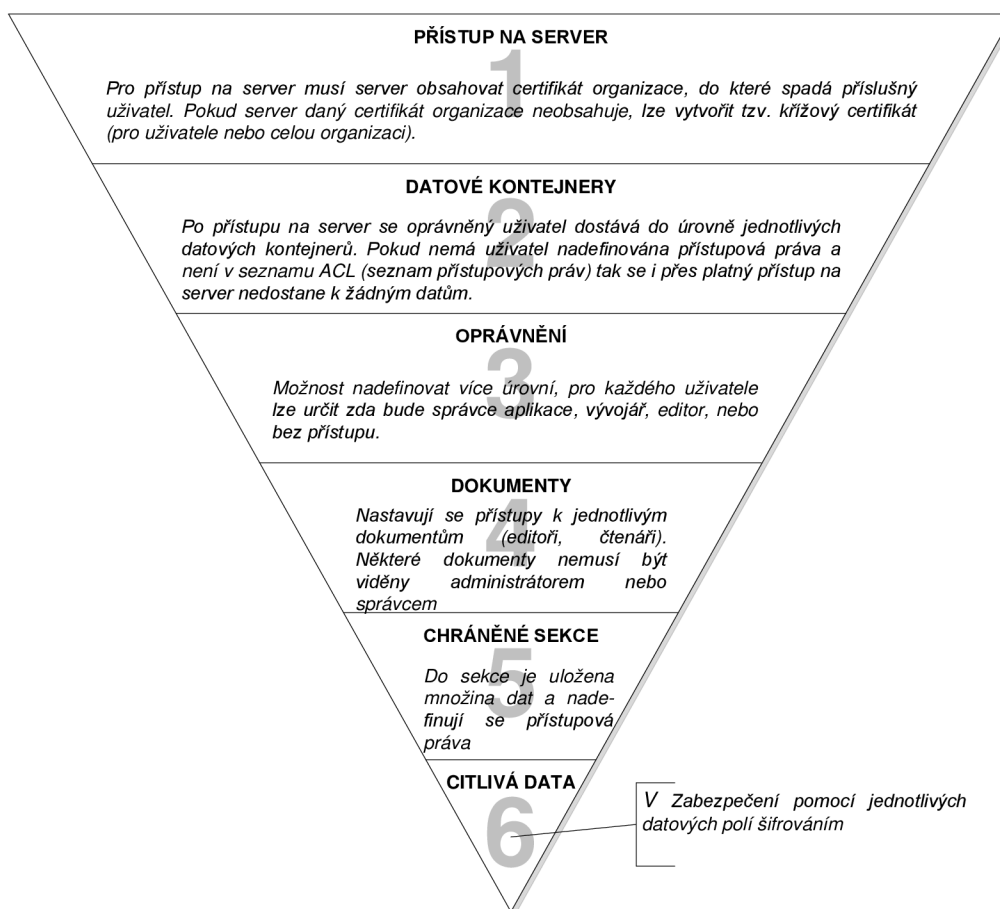 PŘÍSTUP NA SERVER
1
Pro přístup na server musí server obsahovat certifikát organizace, do které spadá příslušný
uživatel. Pokud server daný certifikát organizace neobsahuje, lze vytvořit tzv. křížový certifikát
(pro uživatele nebo celou organizaci).
DATOVÉ KONTEJNERY
2
Po přístupu na server se oprávněný uživatel dostává do úrovně jednotlivých
datových kontejnerů. Pokud nemá uživatel nadefinována přístupová práva a
není v seznamu ACL (seznam přístupových práv) tak se i přes platný přístup na
server nedostane k žádným datům.
OPRÁVNĚNÍ
3
Možnost nadefinovat více úrovní, pro každého uživatele
lze určit zda bude správce aplikace, vývojář, editor, nebo
bez přístupu.
DOKUMENTY
4
Nastavují se přístupy k jednotlivým
dokumentům (editoři, čtenáři).
Některé dokumenty nemusí být
viděny administrátorem nebo
správcem
CHRÁNĚNÉ SEKCE
5
Do sekce je uložena
množina dat a nade-
finují se přístupová
práva
CITLIVÁ DATA
6
V Zabezpečení pomocí jednotlivých
datových polí šifrováním